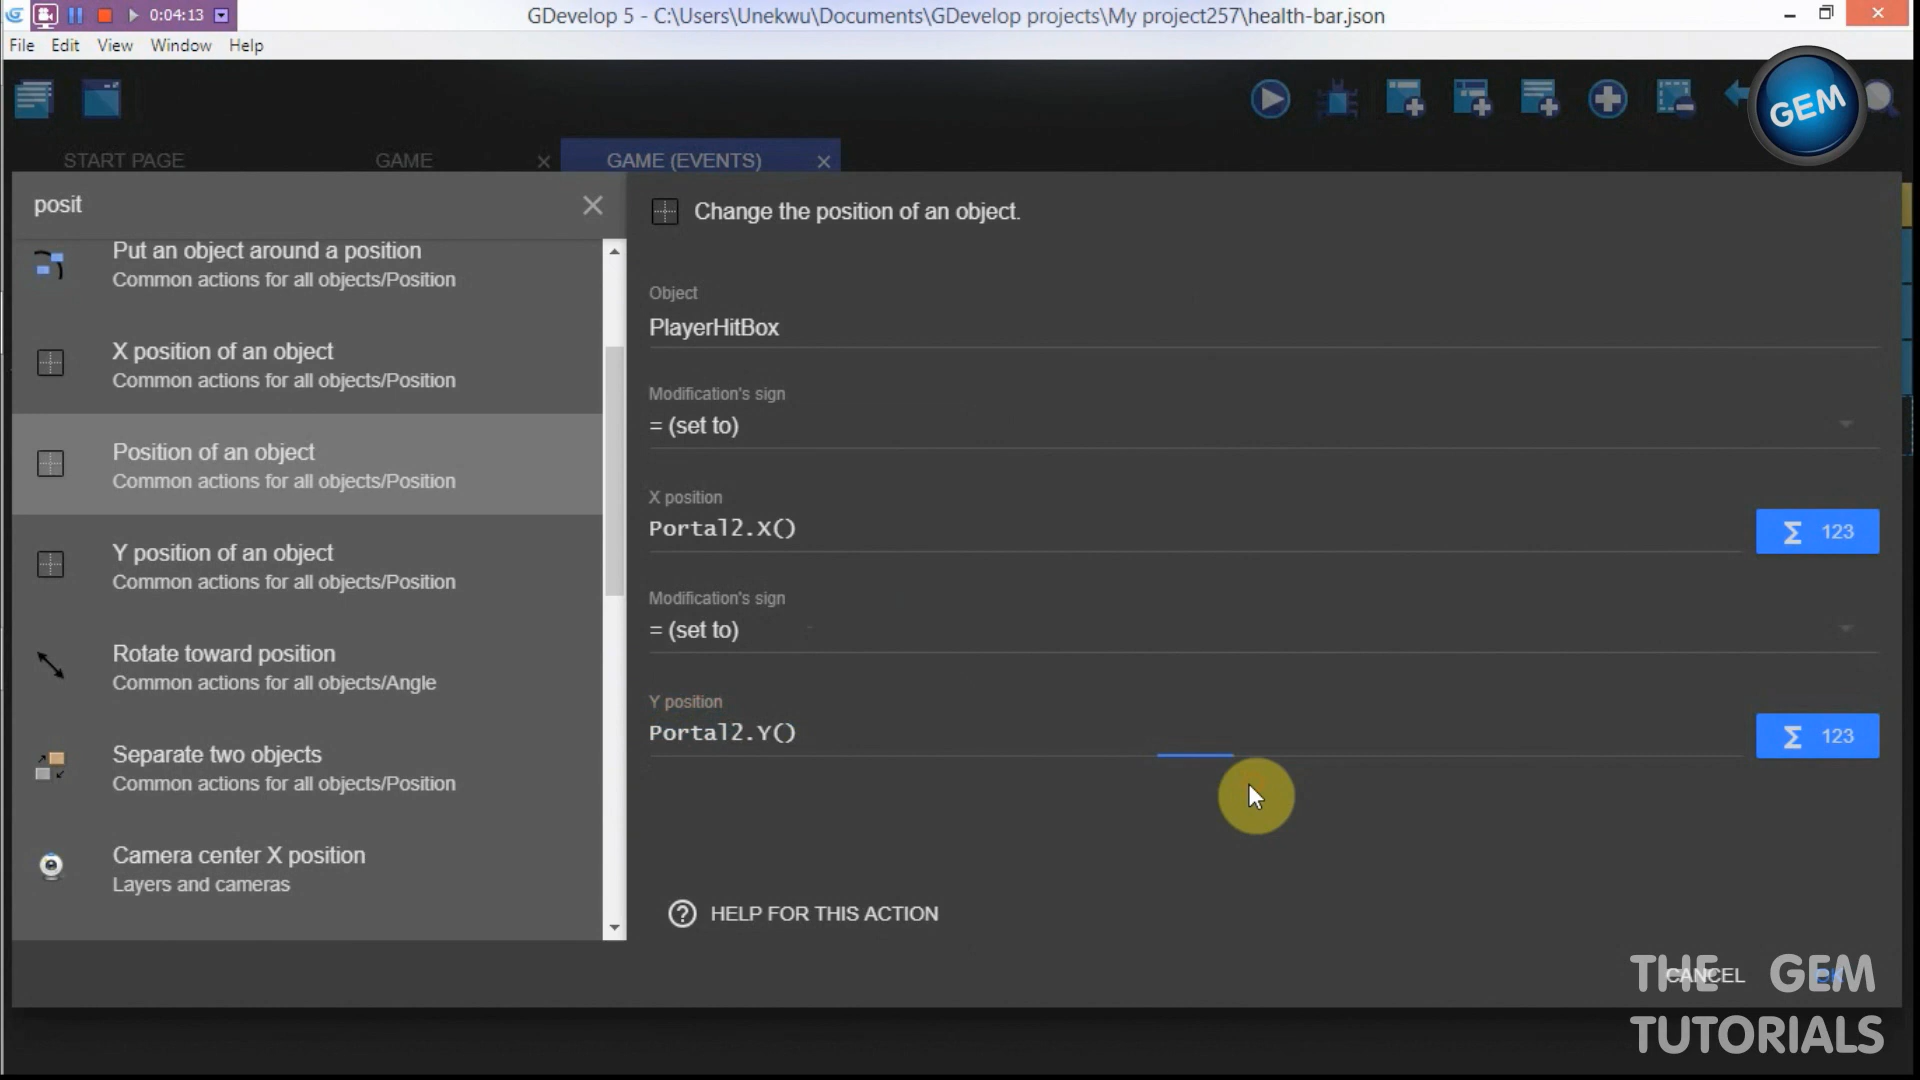 0:04:13
GDevelop 5 - C:\Users\Unekwu\Documents\GDevelop projects\My project257\health-bar.json
File Edit View Window Help
GEM
START PAGE GAME GAME (EVENTS)
posit
Put an object around a position
Common actions for all objects/Position
X position of an object
Common actions for all objects/Position
Position of an object
Common actions for all objects/Position
Y position of an object
Common actions for all objects/Position
Rotate toward position
Common actions for all objects/Angle
Separate two objects
Common actions for all objects/Position
Camera center X position
Layers and cameras
Change the position of an object.
Object
PlayerHitBox
Modification's sign
= (set to)
X position
Portal2.X()
Σ 123
Modification's sign
= (set to)
Y position
Portal2.Y()
Σ 123
HELP FOR THIS ACTION
CANCEL OK
THE GEM
TUTORIALS